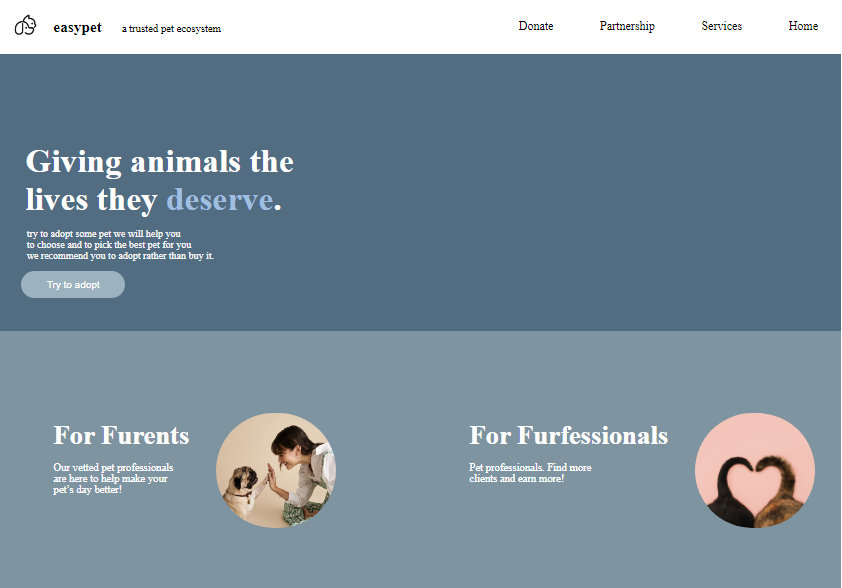 easypet a trusted pet ecosystem Donate Partnership Services Home
Giving animals the
lives they deserve.
try to adopt some pet we will help you
to choose and to pick the best pet for you
we recommend you to adopt rather than buy it.
Try to adopt
For Furents
Our vetted pet professionals
are here to help make your
pet's day better!
For Furfessionals
Pet professionals. Find more
clients and earn more!